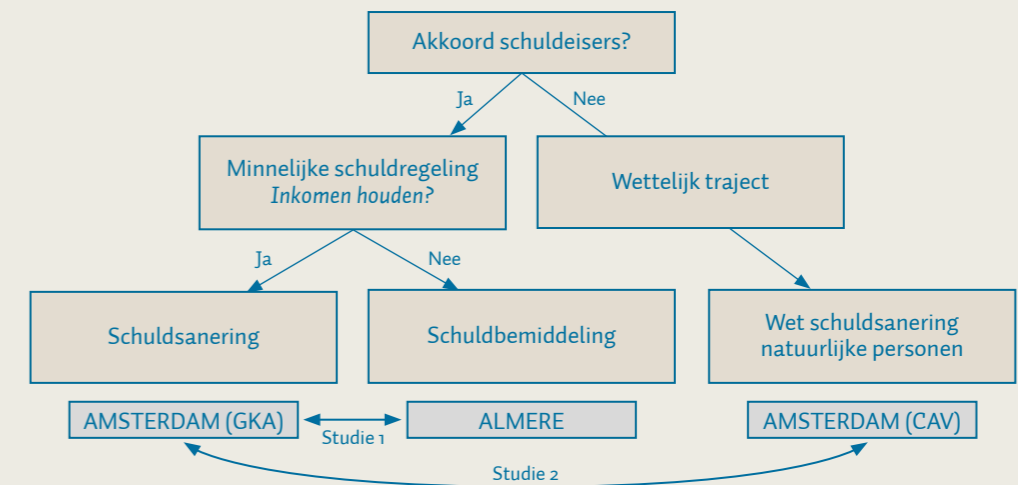 Akkoord schuldeisers?
Ja
Nee
Minnelijke schuldregeling
Inkomen houden?
Wettelijk traject
Ja
Nee
Schuldsanering
Schuldbemiddeling
Wet schuldsanering
natuurlijke personen
AMSTERDAM (GKA)
ALMERE
AMSTERDAM (CAV)
Studie 1
Studie 2